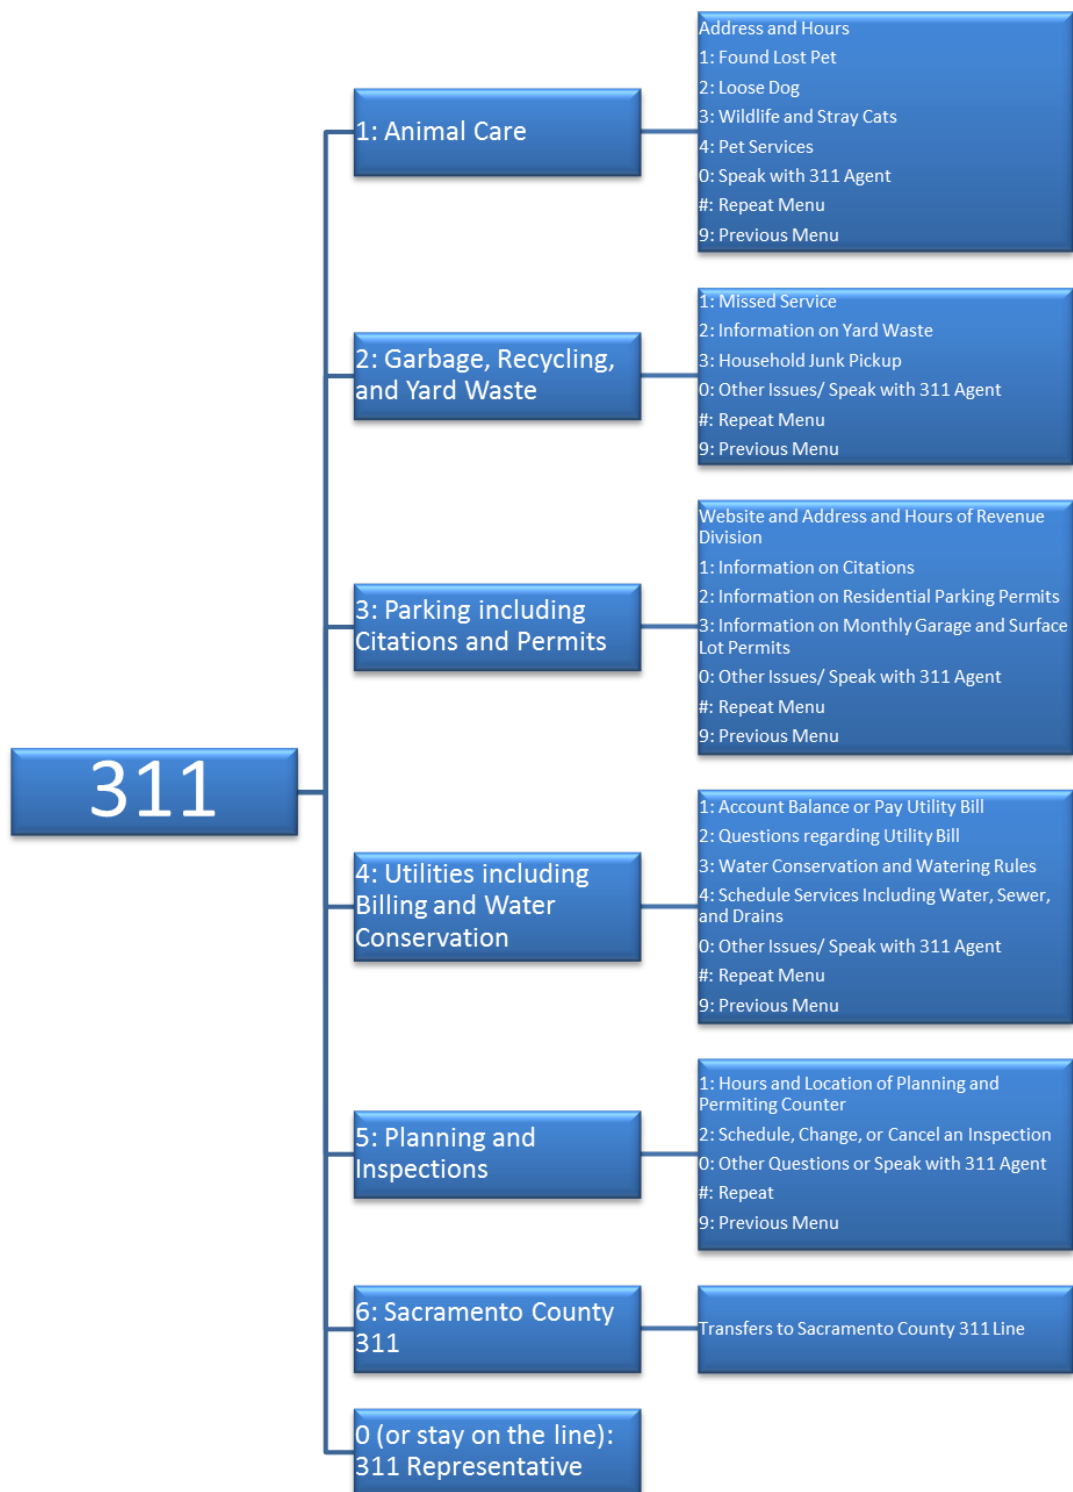 311
1: Animal Care
Address and Hours
1: Found Lost Pet
2: Loose Dog
3: Wildlife and Stray Cats
4: Pet Services
0: Speak with 311 Agent
#: Repeat Menu
9: Previous Menu
2: Garbage, Recycling,
and Yard Waste
1: Missed Service
2: Information on Yard Waste
3: Household Junk Pickup
0: Other Issues/ Speak with 311 Agent
#: Repeat Menu
9: Previous Menu
3: Parking including
Citations and Permits
Website and Address and Hours of Revenue
Division
1: Information on Citations
2: Information on Residential Parking Permits
3: Information on Monthly Garage and Surface
Lot Permits
0: Other Issues/ Speak with 311 Agent
#: Repeat Menu
9: Previous Menu
4: Utilities including
Billing and Water
Conservation
1: Account Balance or Pay Utility Bill
2: Questions regarding Utility Bill
3: Water Conservation and Watering Rules
4: Schedule Services Including Water, Sewer,
and Drains
0: Other Issues/ Speak with 311 Agent
#: Repeat Menu
9: Previous Menu
5: Planning and
Inspections
1: Hours and Location of Planning and
Permiting Counter
2: Schedule, Change, or Cancel an Inspection
0: Other Questions or Speak with 311 Agent
#: Repeat
9: Previous Menu
6: Sacramento County
311
Transfers to Sacramento County 311 Line
0 (or stay on the line):
311 Representative